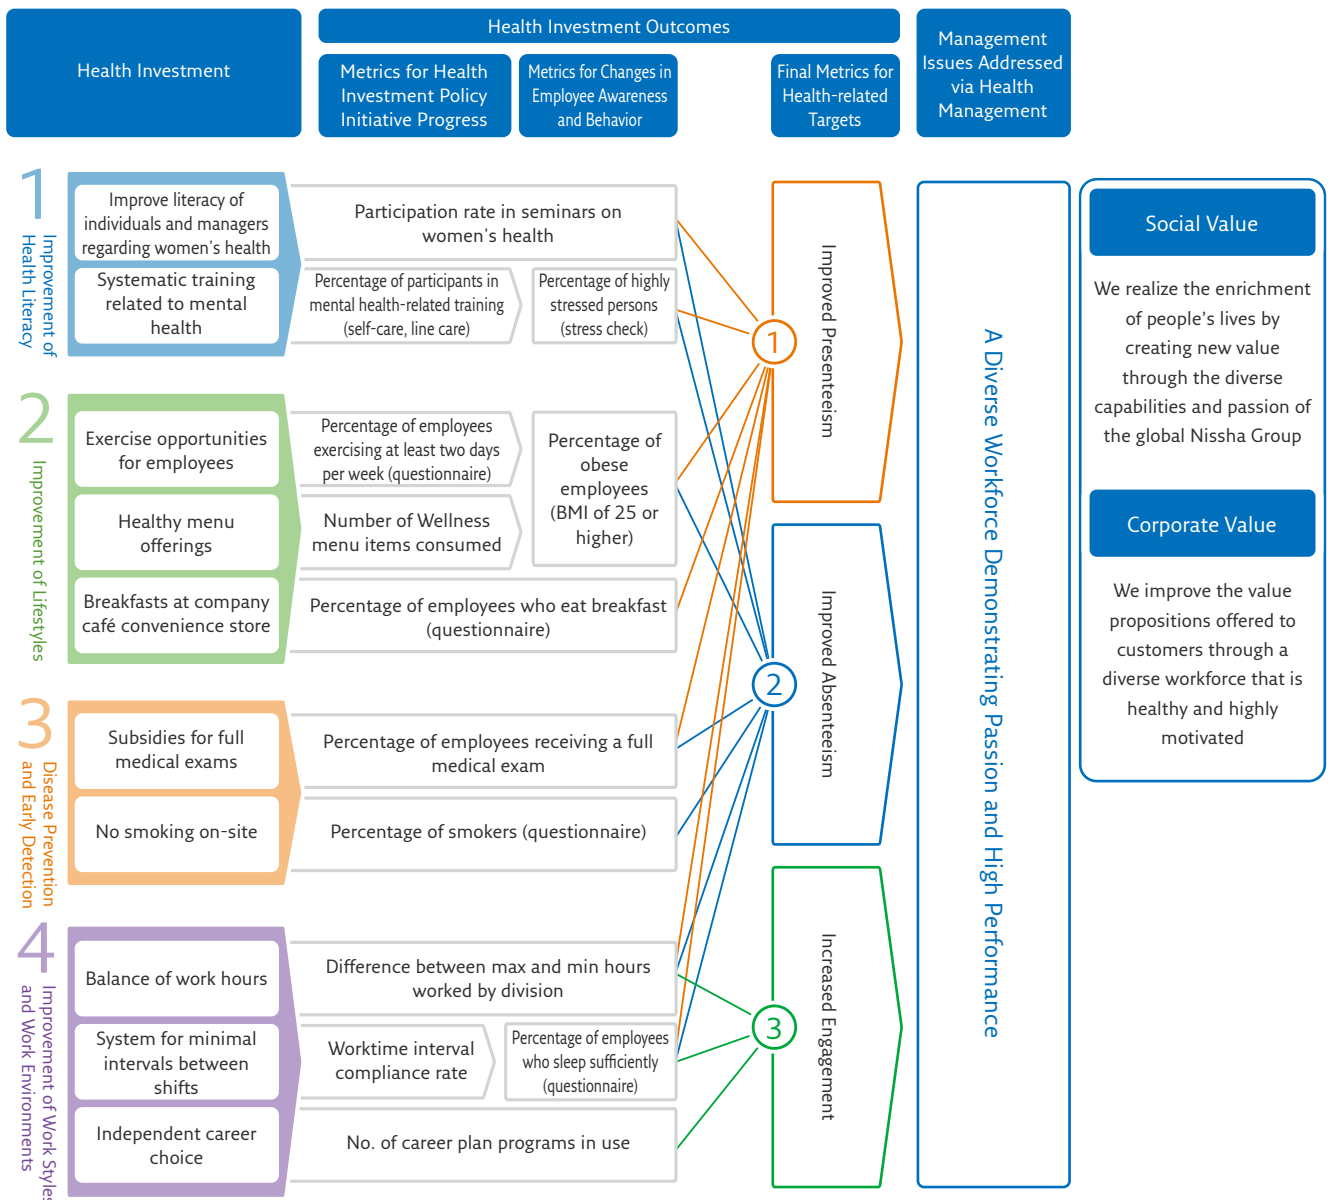 Health Investment
Health Investment Outcomes
Metrics for Health
Investment Policy
Initiative Progress
Metrics for Changes in
Employee Awareness
and Behavior
Final Metrics for
Health-related
Targets
Management
Issues Addressed
via Health
Management
1
Improvement of
Health Literacy
Improve literacy of
individuals and managers
regarding women's health
Participation rate in seminars on
women's health
Systematic training
related to mental
health
Percentage of participants in
mental health-related training
(self-care, line care)
Percentage of highly
stressed persons
(stress check)
2
Improvement of Lifestyles
Exercise opportunities
for employees
Percentage of employees
exercising at least two days
per week (questionnaire)
Percentage of
obese
employees
(BMI of 25 or
higher)
Healthy menu
offerings
Number of Wellness
menu items consumed
Breakfasts at company
café convenience store
Percentage of employees who eat breakfast
(questionnaire)
3
Disease Prevention
and Early Detection
Subsidies for full
medical exams
Percentage of employees receiving a full
medical exam
No smoking on-site
Percentage of smokers (questionnaire)
4
Improvement of Work Styles
and Work Environments
Balance of work hours
Difference between max and min hours
worked by division
System for minimal
intervals between
shifts
Worktime interval
compliance rate
Percentage of employees
who sleep sufficiently
(questionnaire)
Independent career
choice
No. of career plan programs in use
1
Improved Presenteeism
2
Improved Absenteeism
3
Increased Engagement
A Diverse Workforce Demonstrating Passion and High Performance
Social Value
We realize the enrichment
of people’s lives by
creating new value
through the diverse
capabilities and passion of
the global Nissha Group
Corporate Value
We improve the value
propositions offered to
customers through a
diverse workforce that is
healthy and highly
motivated